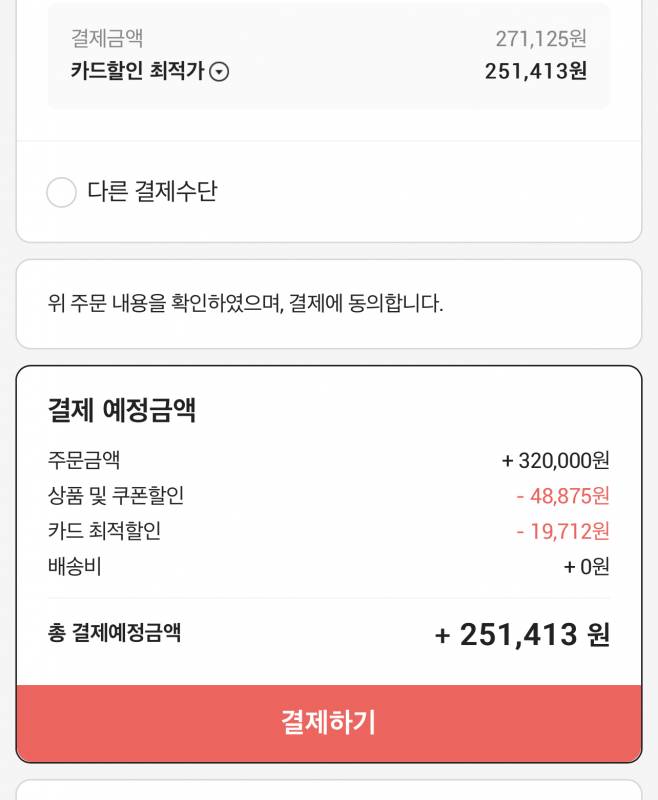 결제금액 271,125원
카드할인 최적가 251,413원
다른 결제수단
위 주문 내용을 확인하였으며, 결제에 동의합니다.
결제 예정금액
주문금액 + 320,000원
상품 및 쿠폰할인 - 48,875원
카드 최적할인 - 19,712원
배송비 + 0원
총 결제예정금액 + 251,413 원
결제하기